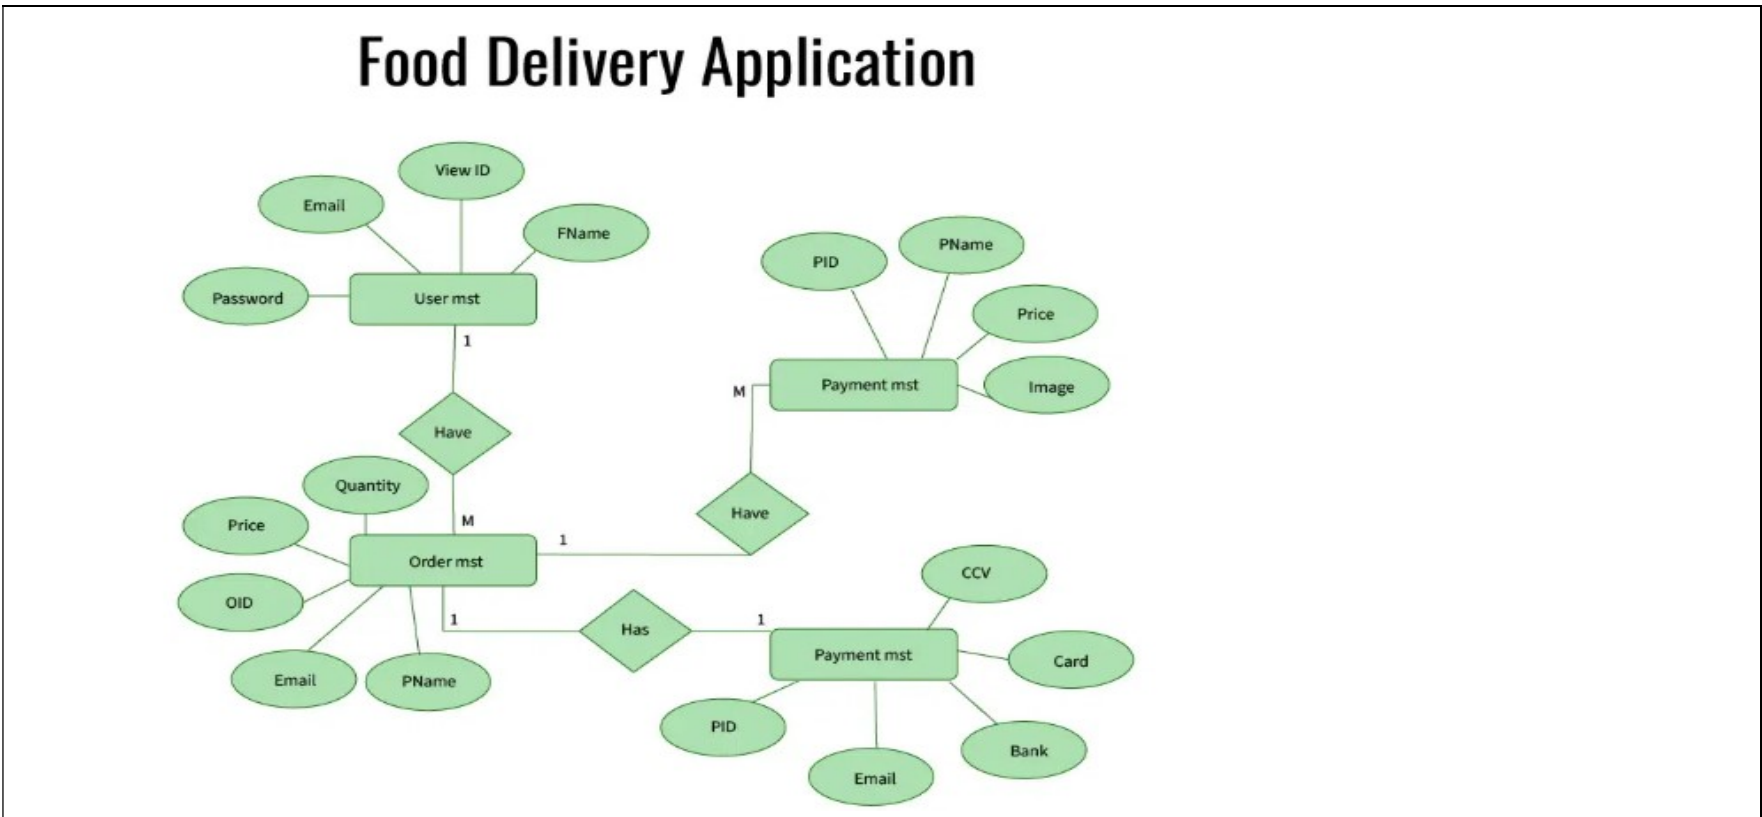 Food Delivery Application
View ID
Email
FName
Password
User mst
1
Have
M
PID
PName
Price
Image
Payment mst
M
Have
1
Quantity
Price
Order mst
OID
Email
PName
1
Has
1
CCV
Payment mst
Card
PID
Bank
Email